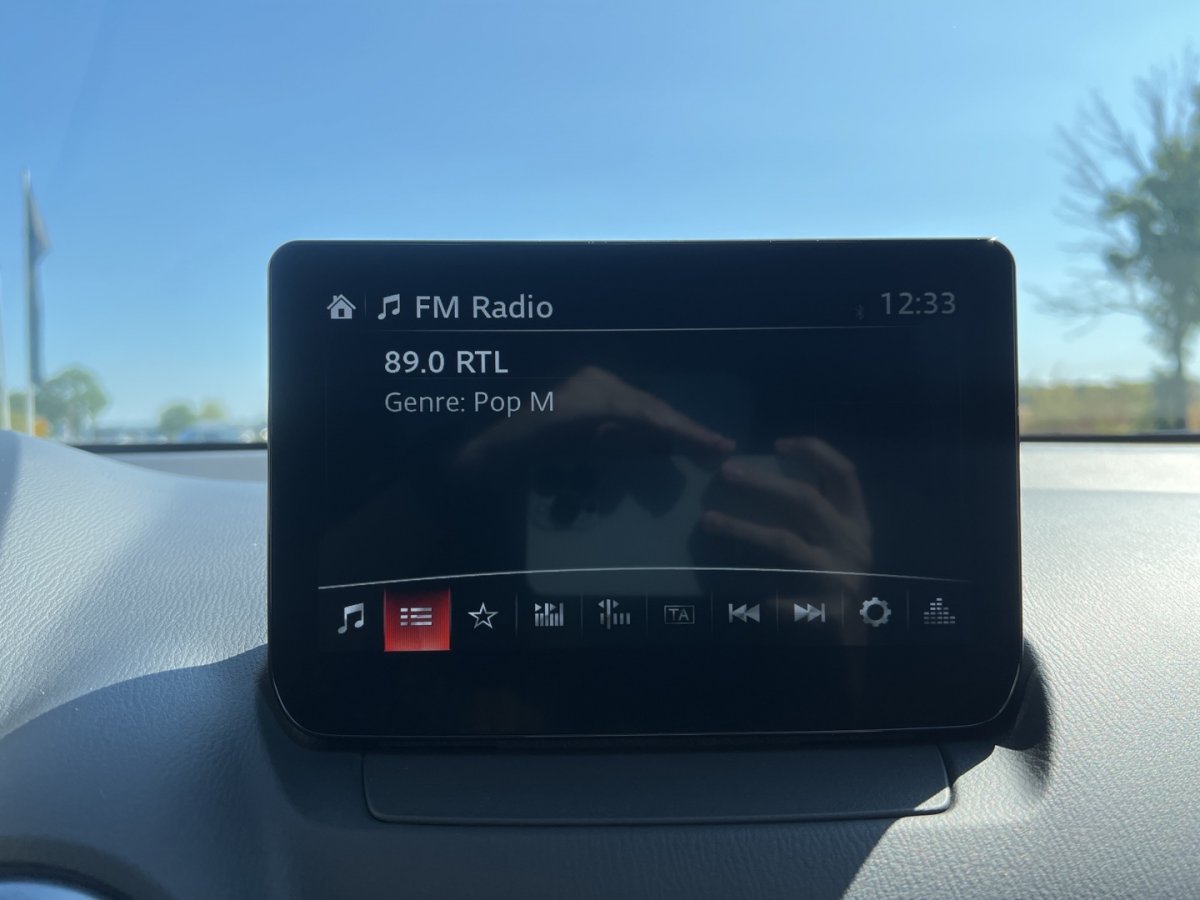 FM Radio 12:33
89.0 RTL
Genre: Pop M
TA